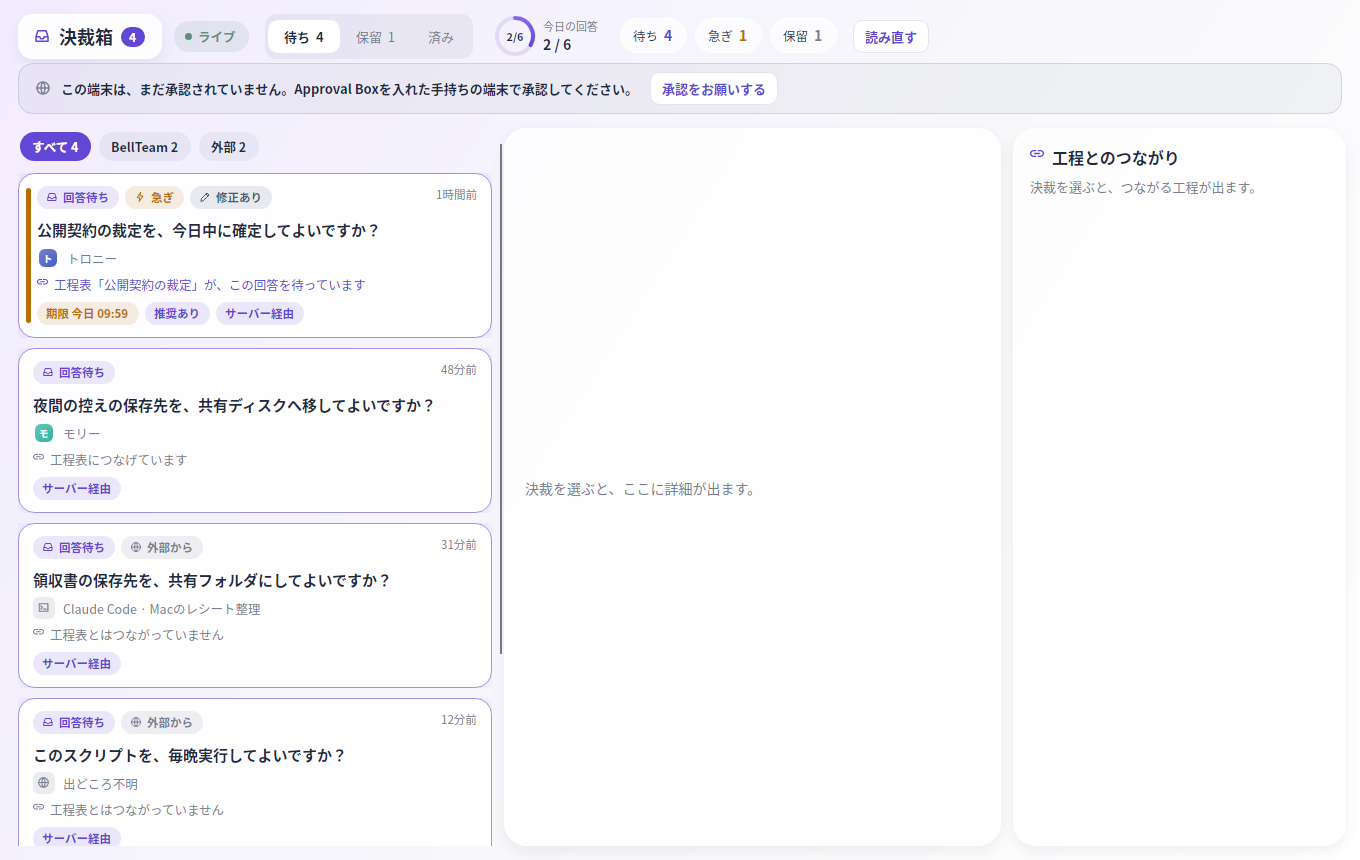 決裁箱 4
ライブ
待ち 4
保留 1
済み
2/6
今日の回答
2 / 6
待ち 4
急ぎ 1
保留 1
読み直す
この端末は、まだ承認されていません。Approval Boxを入れた手持ちの端末で承認してください。
承認をお願いする
すべて 4
BellTeam 2
外部 2
回答待ち
急ぎ
修正あり
1時間前
公開契約の裁定を、今日中に確定してよいですか？
ト トロニー
工程表「公開契約の裁定」が、この回答を待っています
期限 今日 09:59
推奨あり
サーバー経由
回答待ち
48分前
夜間の控えの保存先を、共有ディスクへ移してよいですか？
モ モリー
工程表につなげています
サーバー経由
回答待ち
外部から
31分前
領収書の保存先を、共有フォルダにしてよいですか？
Claude Code · Macのレシート整理
工程表とはつながっていません
サーバー経由
回答待ち
外部から
12分前
このスクリプトを、毎晩実行してよいですか？
出どころ不明
工程表とはつながっていません
サーバー経由
決裁を選ぶと、ここに詳細が出ます。
工程とのつながり
決裁を選ぶと、つながる工程が出ます。